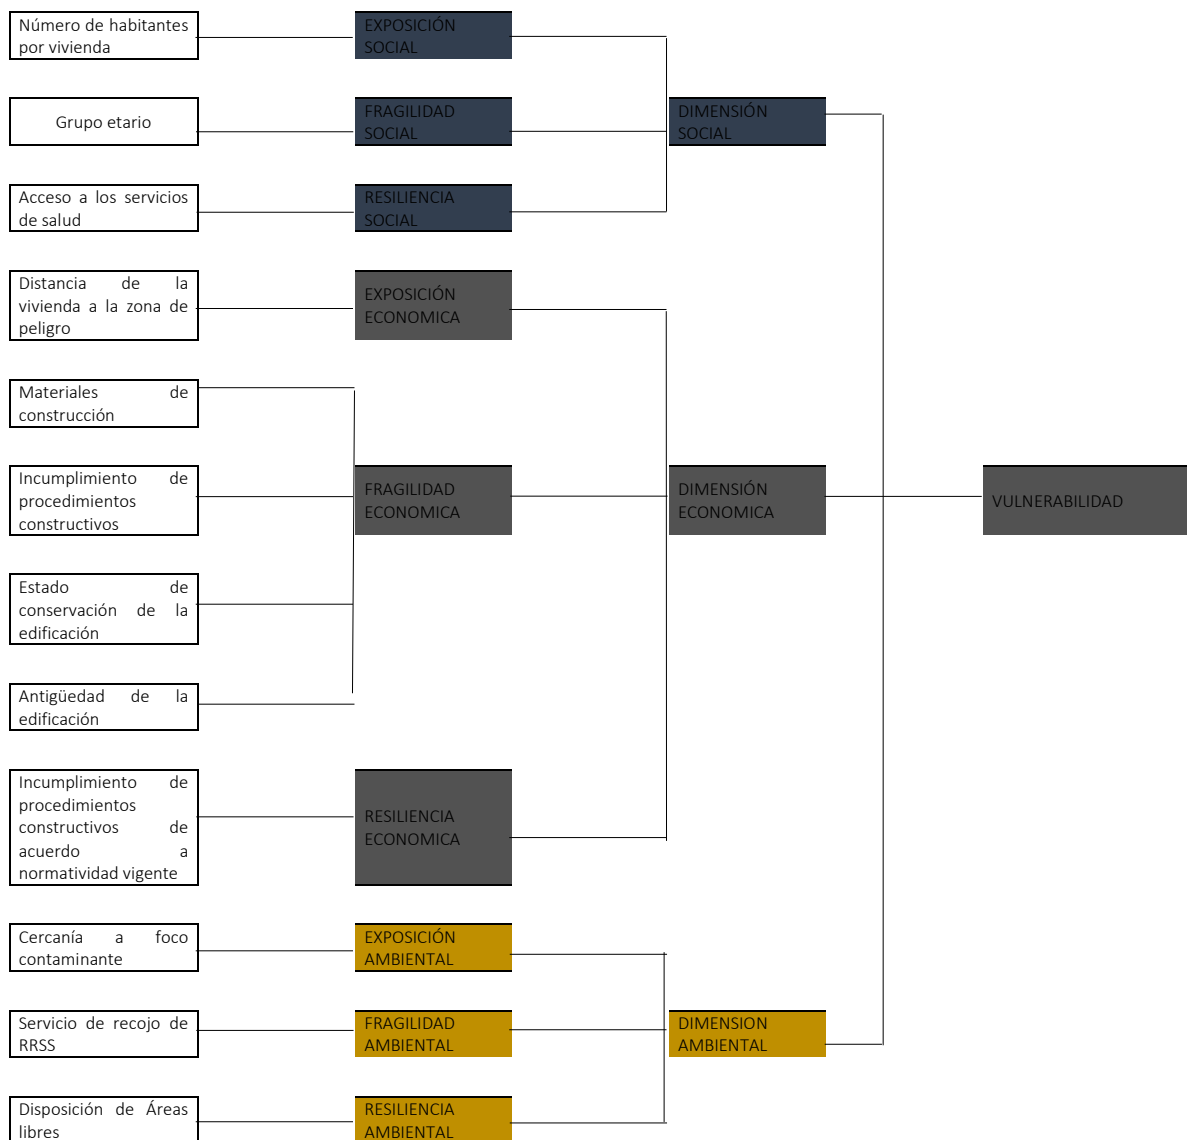 Número de habitantes
por vivienda
EXPOSICIÓN
SOCIAL
Grupo etario
FRAGILIDAD
SOCIAL
DIMENSIÓN
SOCIAL
Acceso a los servicios
de salud
RESILIENCIA
SOCIAL
Distancia de la
vivienda a la zona de
peligro
EXPOSICIÓN
ECONOMICA
Materiales de
construcción
Incumplimiento de
procedimientos
constructivos
FRAGILIDAD
ECONOMICA
DIMENSIÓN
ECONOMICA
VULNERABILIDAD
Estado de
conservación de la
edificación
Antigüedad de la
edificación
Incumplimiento de
procedimientos
constructivos de
acuerdo a
normatividad vigente
RESILIENCIA
ECONOMICA
Cercanía a foco
contaminante
EXPOSICIÓN
AMBIENTAL
Servicio de recojo de
RRSS
FRAGILIDAD
AMBIENTAL
DIMENSION
AMBIENTAL
Disposición de Áreas
libres
RESILIENCIA
AMBIENTAL